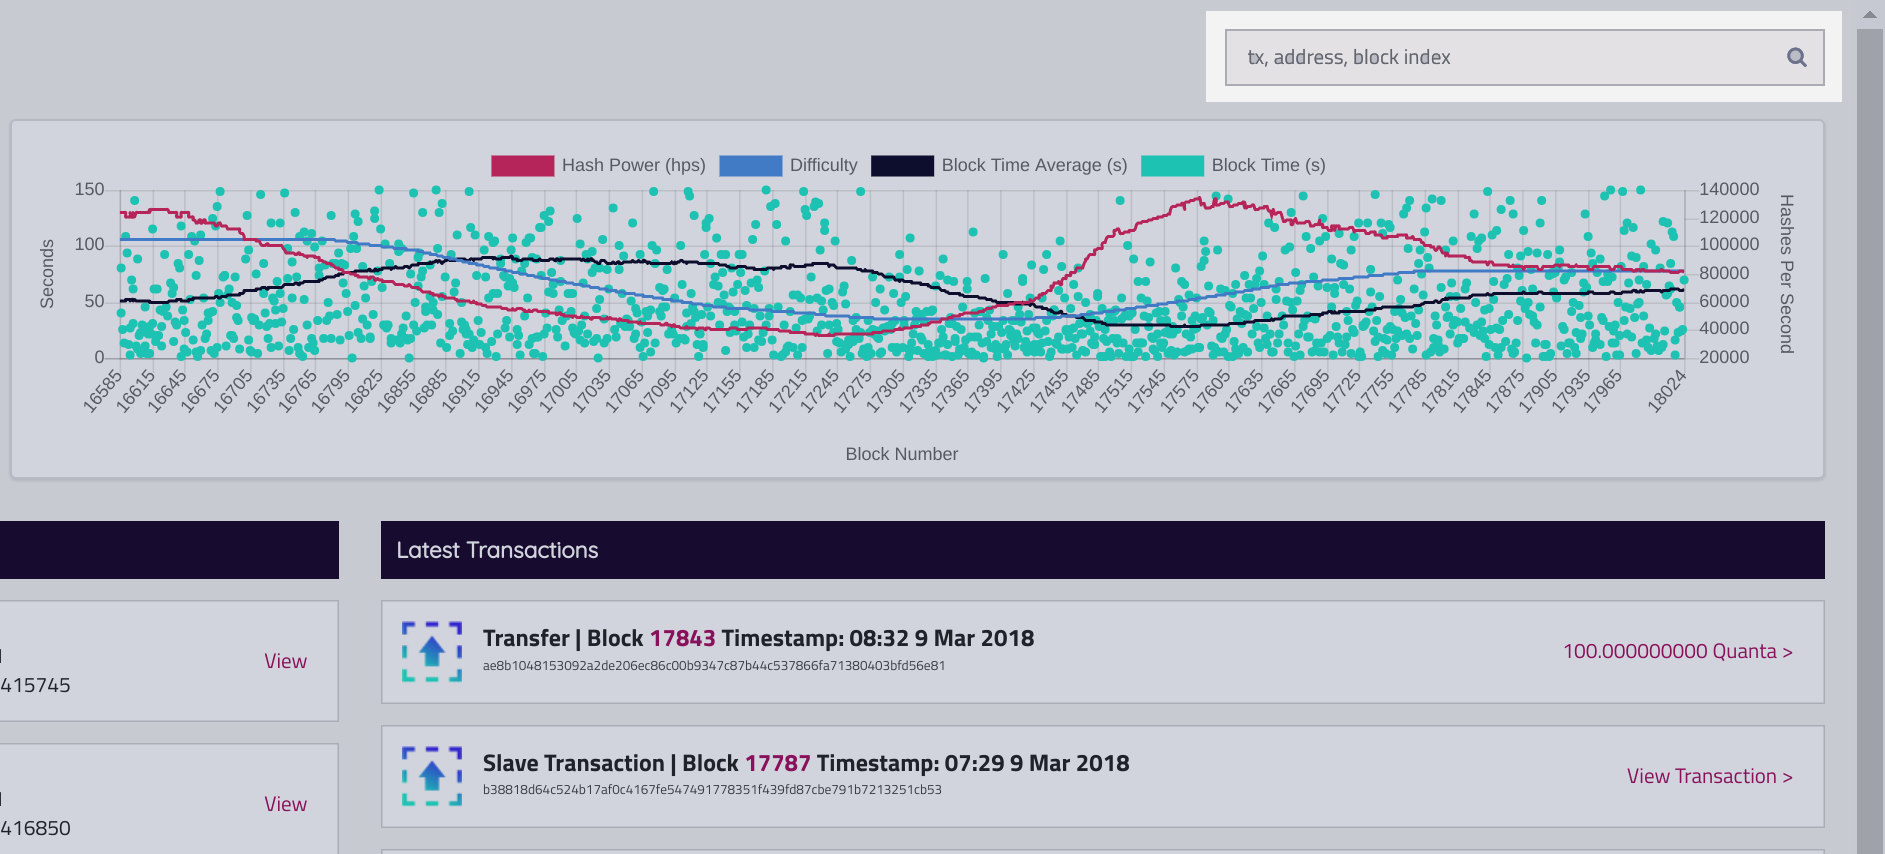 tx, address, block index
Hash Power (hps) Difficulty Block Time Average (s) Block Time (s)
150
100
50
0
Seconds
140000
120000
100000
80000
60000
40000
20000
Hashes Per Second
16585 16615 16645 16675 16705 16735 16765 16795 16825 16855 16885 16915 16945 16975 17005 17035 17065 17095 17125 17155 17185 17215 17245 17275 17305 17335 17365 17395 17425 17455 17485 17515 17545 17575 17605 17635 17665 17695 17725 17755 17785 17815 17845 17875 17905 17935 17965 18024
Block Number
Latest Transactions
Transfer | Block 17843 Timestamp: 08:32 9 Mar 2018
ae8b1048153092a2de206ec86c00b9347c87b44c537866fa71380403bfd56e81
100.000000000 Quanta >
View
415745
Slave Transaction | Block 17787 Timestamp: 07:29 9 Mar 2018
b38818d64c524b17af0c4167fe547491778351f439fd87cbe791b7213251cb53
View Transaction >
View
416850